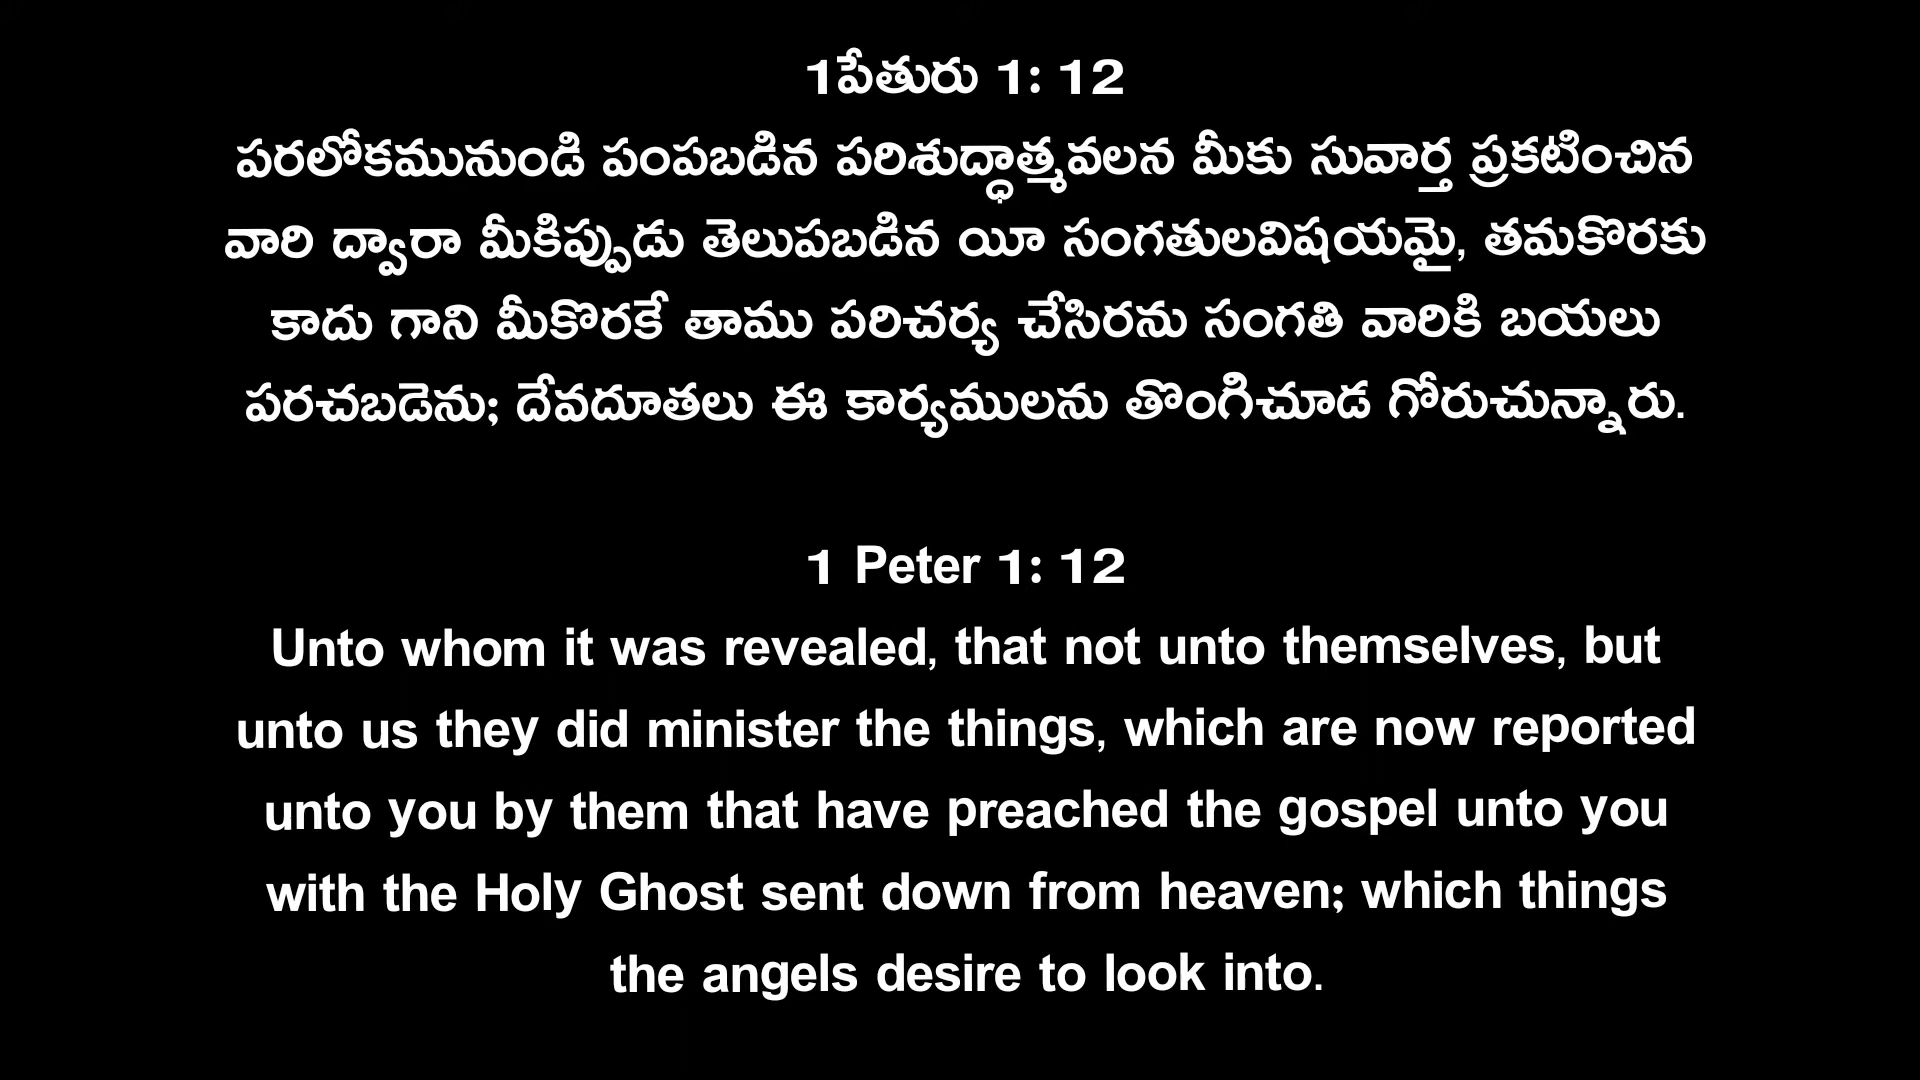 1పేతురు 1: 12
పరలోకమునుండి పంపబడిన పరిశుద్ధాత్మవలన మీకు సువార్త ప్రకటించిన
వారి ద్వారా మీకిప్పుడు తెలుపబడిన యీ సంగతులవిషయమై, తమకొరకు
కాదు గాని మీకొరకే తాము పరిచర్య చేసిరను సంగతి వారికి బయలు
పరచబడెను; దేవదూతలు ఈ కార్యములను తొంగిచూడ గోరుచున్నారు.
1 Peter 1: 12
Unto whom it was revealed, that not unto themselves, but
unto us they did minister the things, which are now reported
unto you by them that have preached the gospel unto you
with the Holy Ghost sent down from heaven; which things
the angels desire to look into.